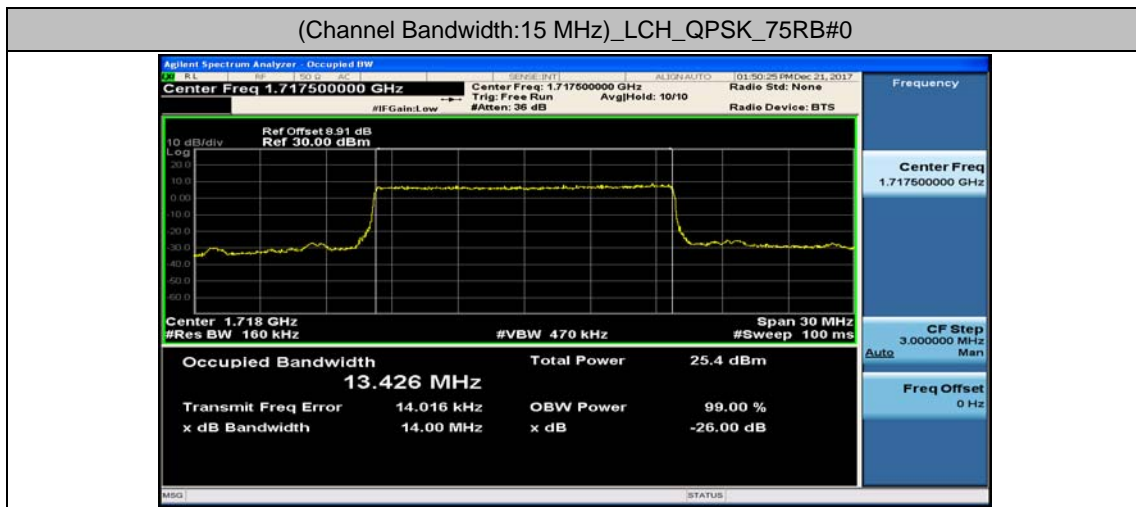 (Channel Bandwidth:15 MHz)_LCH_QPSK_75RB#0
Agilent Spectrum Analyzer - Occupied BW
RL RF 50 Ω AC SENSE:INT ALIGN AUTO 01:50:25 PM Dec 21, 2017
Center Freq 1.717500000 GHz
Center Freq: 1.717500000 GHz
Radio Std: None
Trig: Free Run Avg|Hold: 10/10
#IFGain:Low #Atten: 36 dB Radio Device: BTS
Frequency
Ref Offset 8.91 dB
10 dB/div Ref 30.00 dBm
Log
20.0
10.0
0.00
-10.0
-20.0
-30.0
-40.0
-50.0
-60.0
Center Freq
1.717500000 GHz
Center 1.718 GHz Span 30 MHz
#Res BW 160 kHz #VBW 470 kHz #Sweep 100 ms
CF Step
3.000000 MHz
Auto Man
Occupied Bandwidth Total Power 25.4 dBm
13.426 MHz
Transmit Freq Error 14.016 kHz OBW Power 99.00 %
x dB Bandwidth 14.00 MHz x dB -26.00 dB
Freq Offset
0 Hz
MSG STATUS